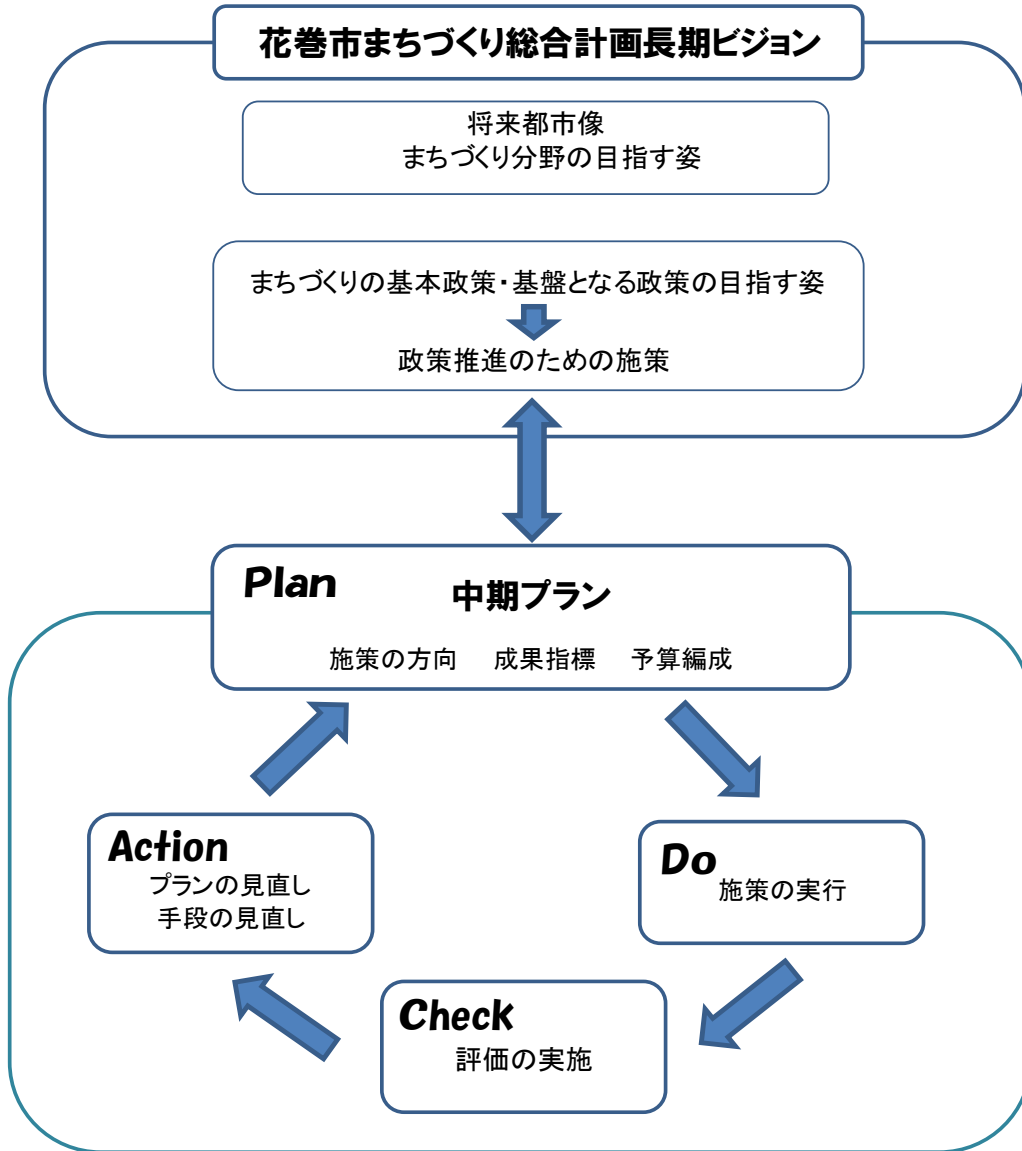 花巻市まちづくり総合計画長期ビジョン
将来都市像
まちづくり分野の目指す姿
まちづくりの基本政策・基盤となる政策の目指す姿
政策推進のための施策
Plan 中期プラン
施策の方向 成果指標 予算編成
Action
プランの見直し
手段の見直し
Do
施策の実行
Check
評価の実施